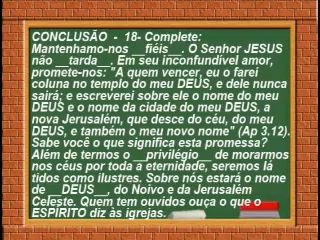 CONCLUSÃO - 18- Complete:
Mantenhamo-nos __fiéis__. O Senhor JESUS
não __tarda__. Em seu inconfundível amor,
promete-nos: "A quem vencer, eu o farei
coluna no templo do meu DEUS, e dele nunca
sairá; e escreverei sobre ele o nome do meu
DEUS e o nome da cidade do meu DEUS, a
nova Jerusalém, que desce do céu, do meu
DEUS, e também o meu novo nome" (Ap 3.12).
Sabe você o que significa esta promessa?
Além de termos o __privilégio__ de morarmos
nos céus por toda a eternidade, seremos lá
tidos como ilustres. Sobre nós estará o nome
de __DEUS__, do Noivo e da Jerusalém
Celeste. Quem tem ouvidos ouça o que o
ESPÍRITO diz às igrejas.